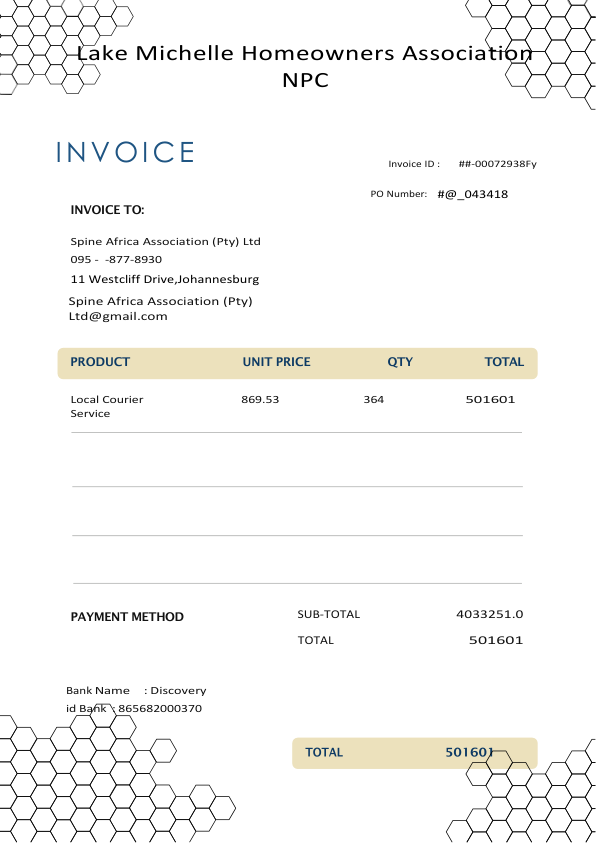 Lake Michelle Homeowners Association
NPC
INVOICE
Invoice ID : ##-00072938Fy
PO Number: #@_043418
INVOICE TO:
Spine Africa Association (Pty) Ltd
095 - -877-8930
11 Westcliff Drive,Johannesburg
Spine Africa Association (Pty)
Ltd@gmail.com
PRODUCT UNIT PRICE QTY TOTAL
Local Courier 869.53 364 501601
Service
PAYMENT METHOD
SUB-TOTAL 4033251.0
TOTAL 501601
Bank Name : Discovery
id Bank : 865682000370
TOTAL 501601